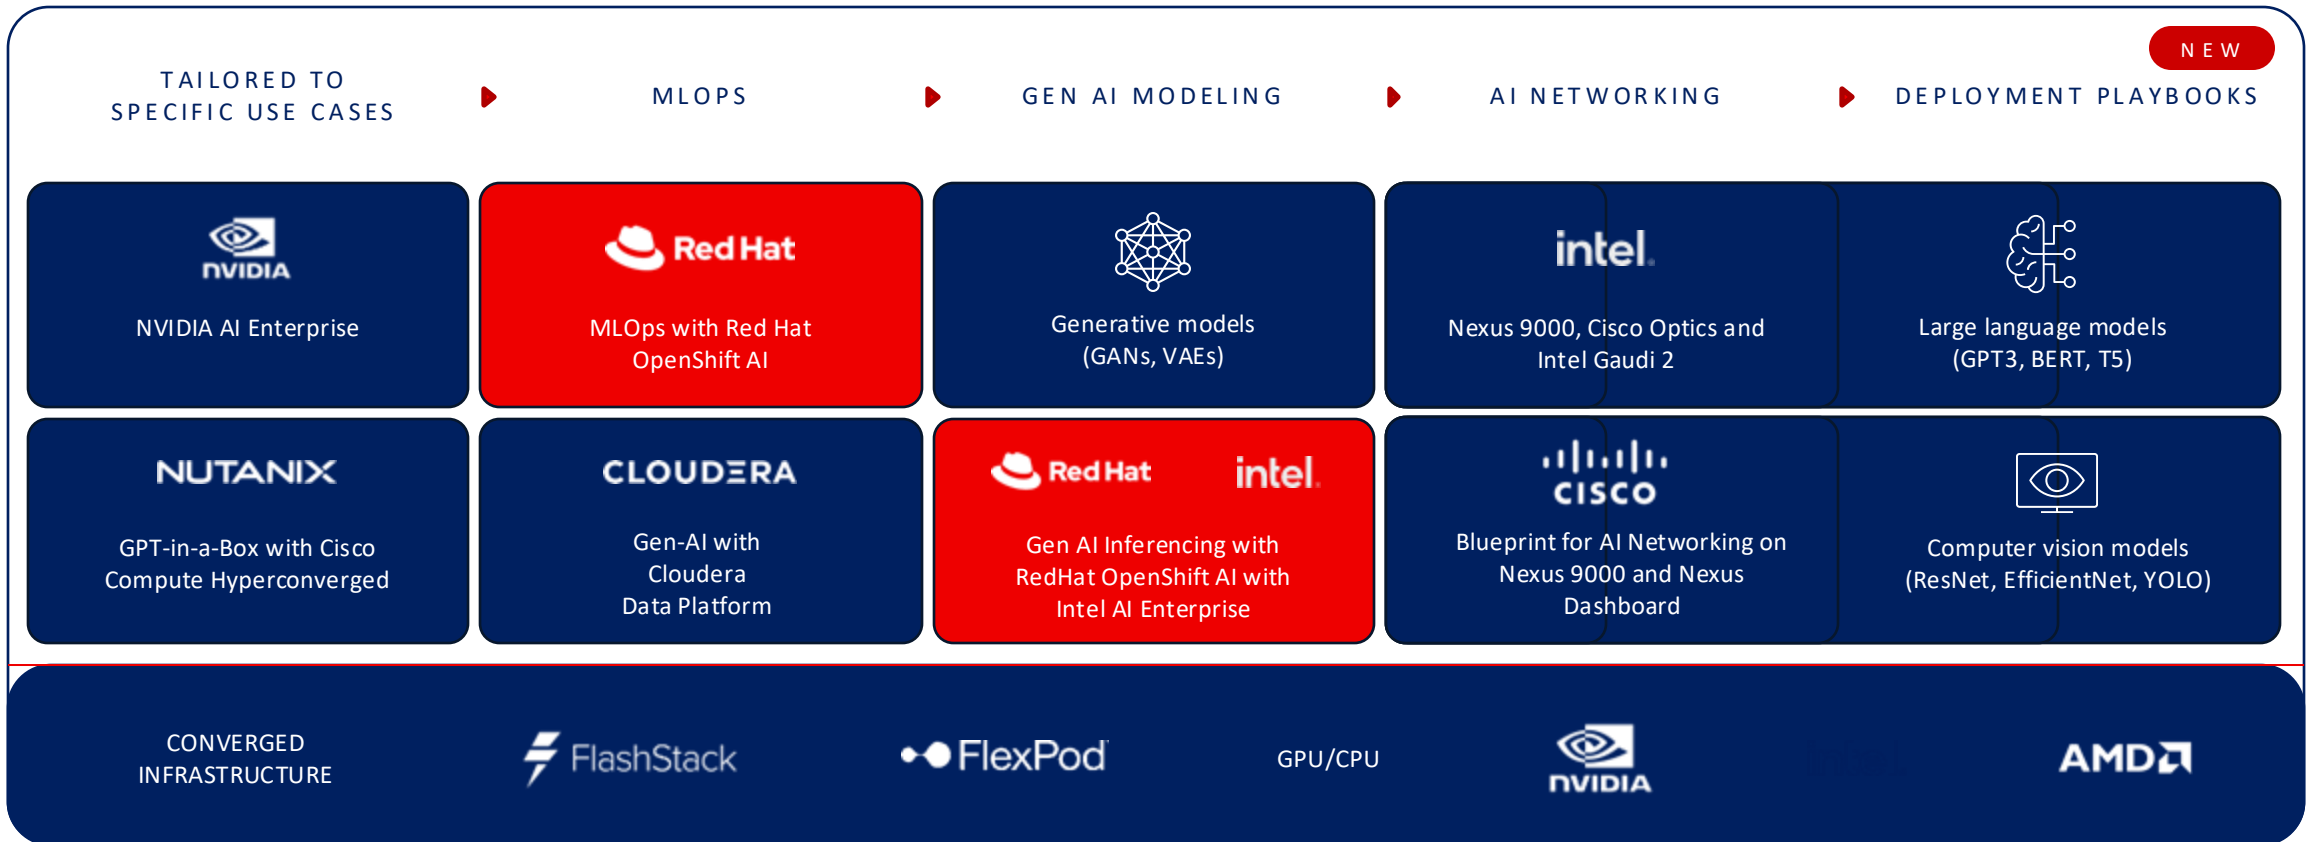 NEW
TAILORED TO
SPECIFIC USE CASES
MLOPS
GEN AI MODELING
AI NETWORKING
DEPLOYMENT PLAYBOOKS
NVIDIA
NVIDIA AI Enterprise
Red Hat
MLOps with Red Hat
OpenShift AI
Generative models
(GANs, VAEs)
intel.
Nexus 9000, Cisco Optics and
Intel Gaudi 2
Large language models
(GPT3, BERT, T5)
NUTANIX
GPT-in-a-Box with Cisco
Compute Hyperconverged
CLOUDERA
Gen-AI with
Cloudera
Data Platform
Red Hat
intel.
Gen AI Inferencing with
RedHat OpenShift AI with
Intel AI Enterprise
CISCO
Blueprint for AI Networking on
Nexus 9000 and Nexus
Dashboard
Computer vision models
(ResNet, EfficientNet, YOLO)
CONVERGED
INFRASTRUCTURE
FlashStack
FlexPod
GPU/CPU
NVIDIA
AMD